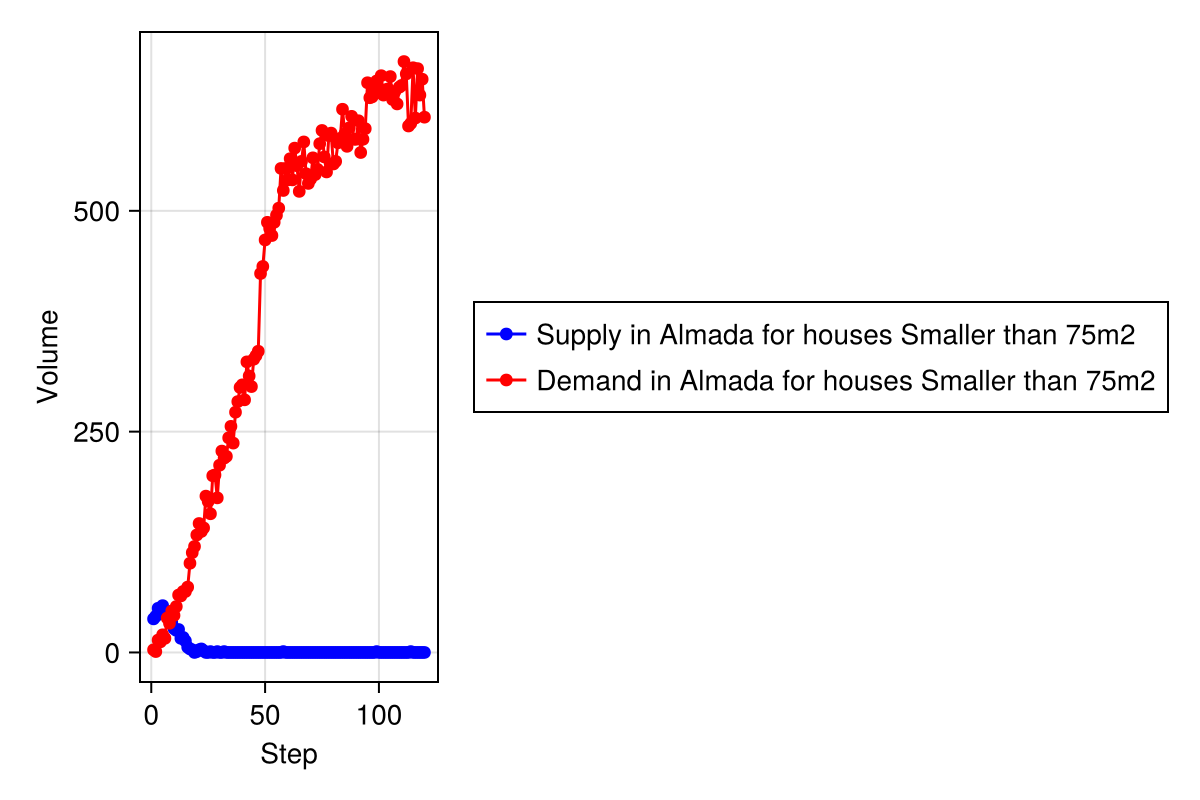 Volume
500
250
0
0 50 100
Step
Supply in Almada for houses Smaller than 75m2
Demand in Almada for houses Smaller than 75m2